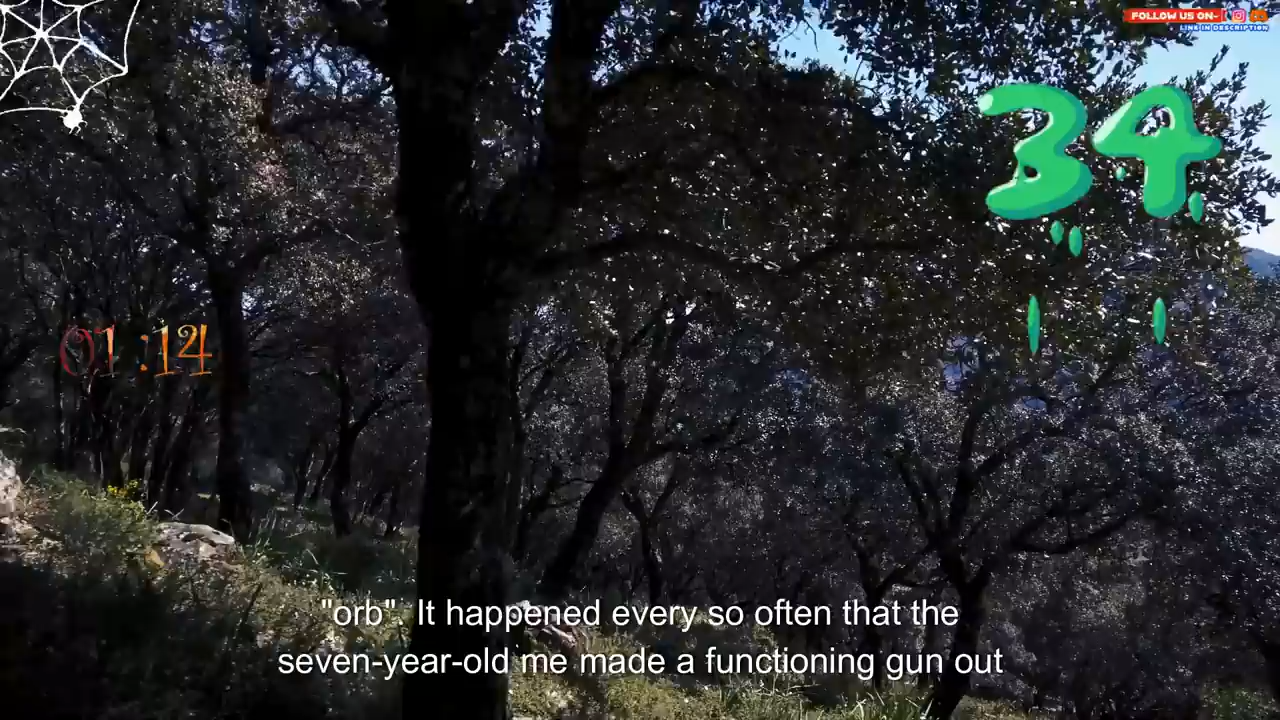 FOLLOW US ON-
LINK IN DESCRIPTION
34
01:14
"orb". It happened every so often that the
seven-year-old me made a functioning gun out